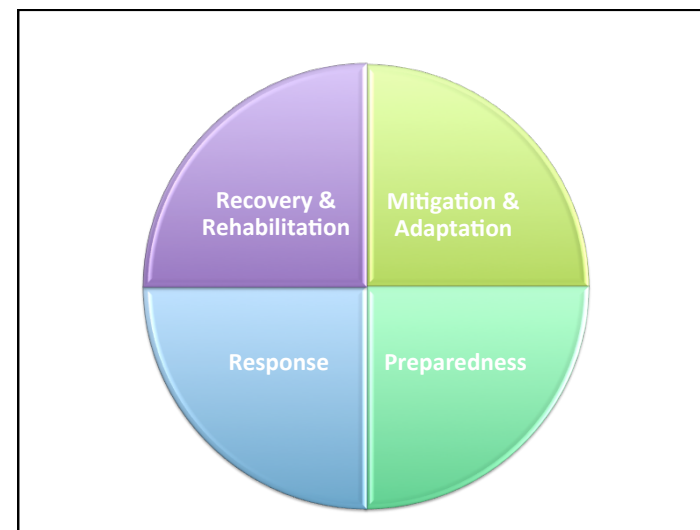 Recovery &
Rehabilitation
Mitigation &
Adaptation
Response
Preparedness